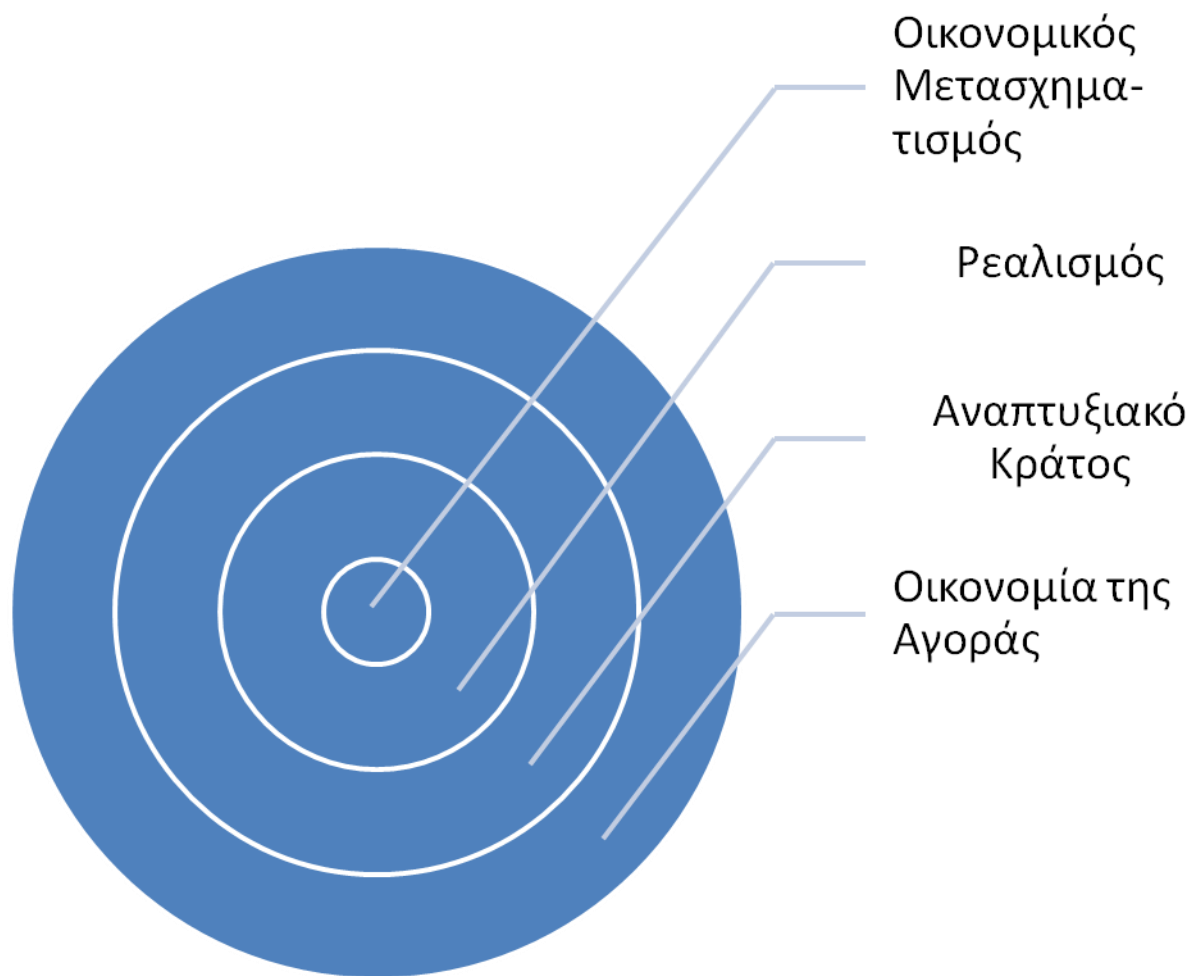 Οικονομικός
Μετασχημα-
τισμός
Ρεαλισμός
Αναπτυξιακό
Κράτος
Οικονομία της
Αγοράς